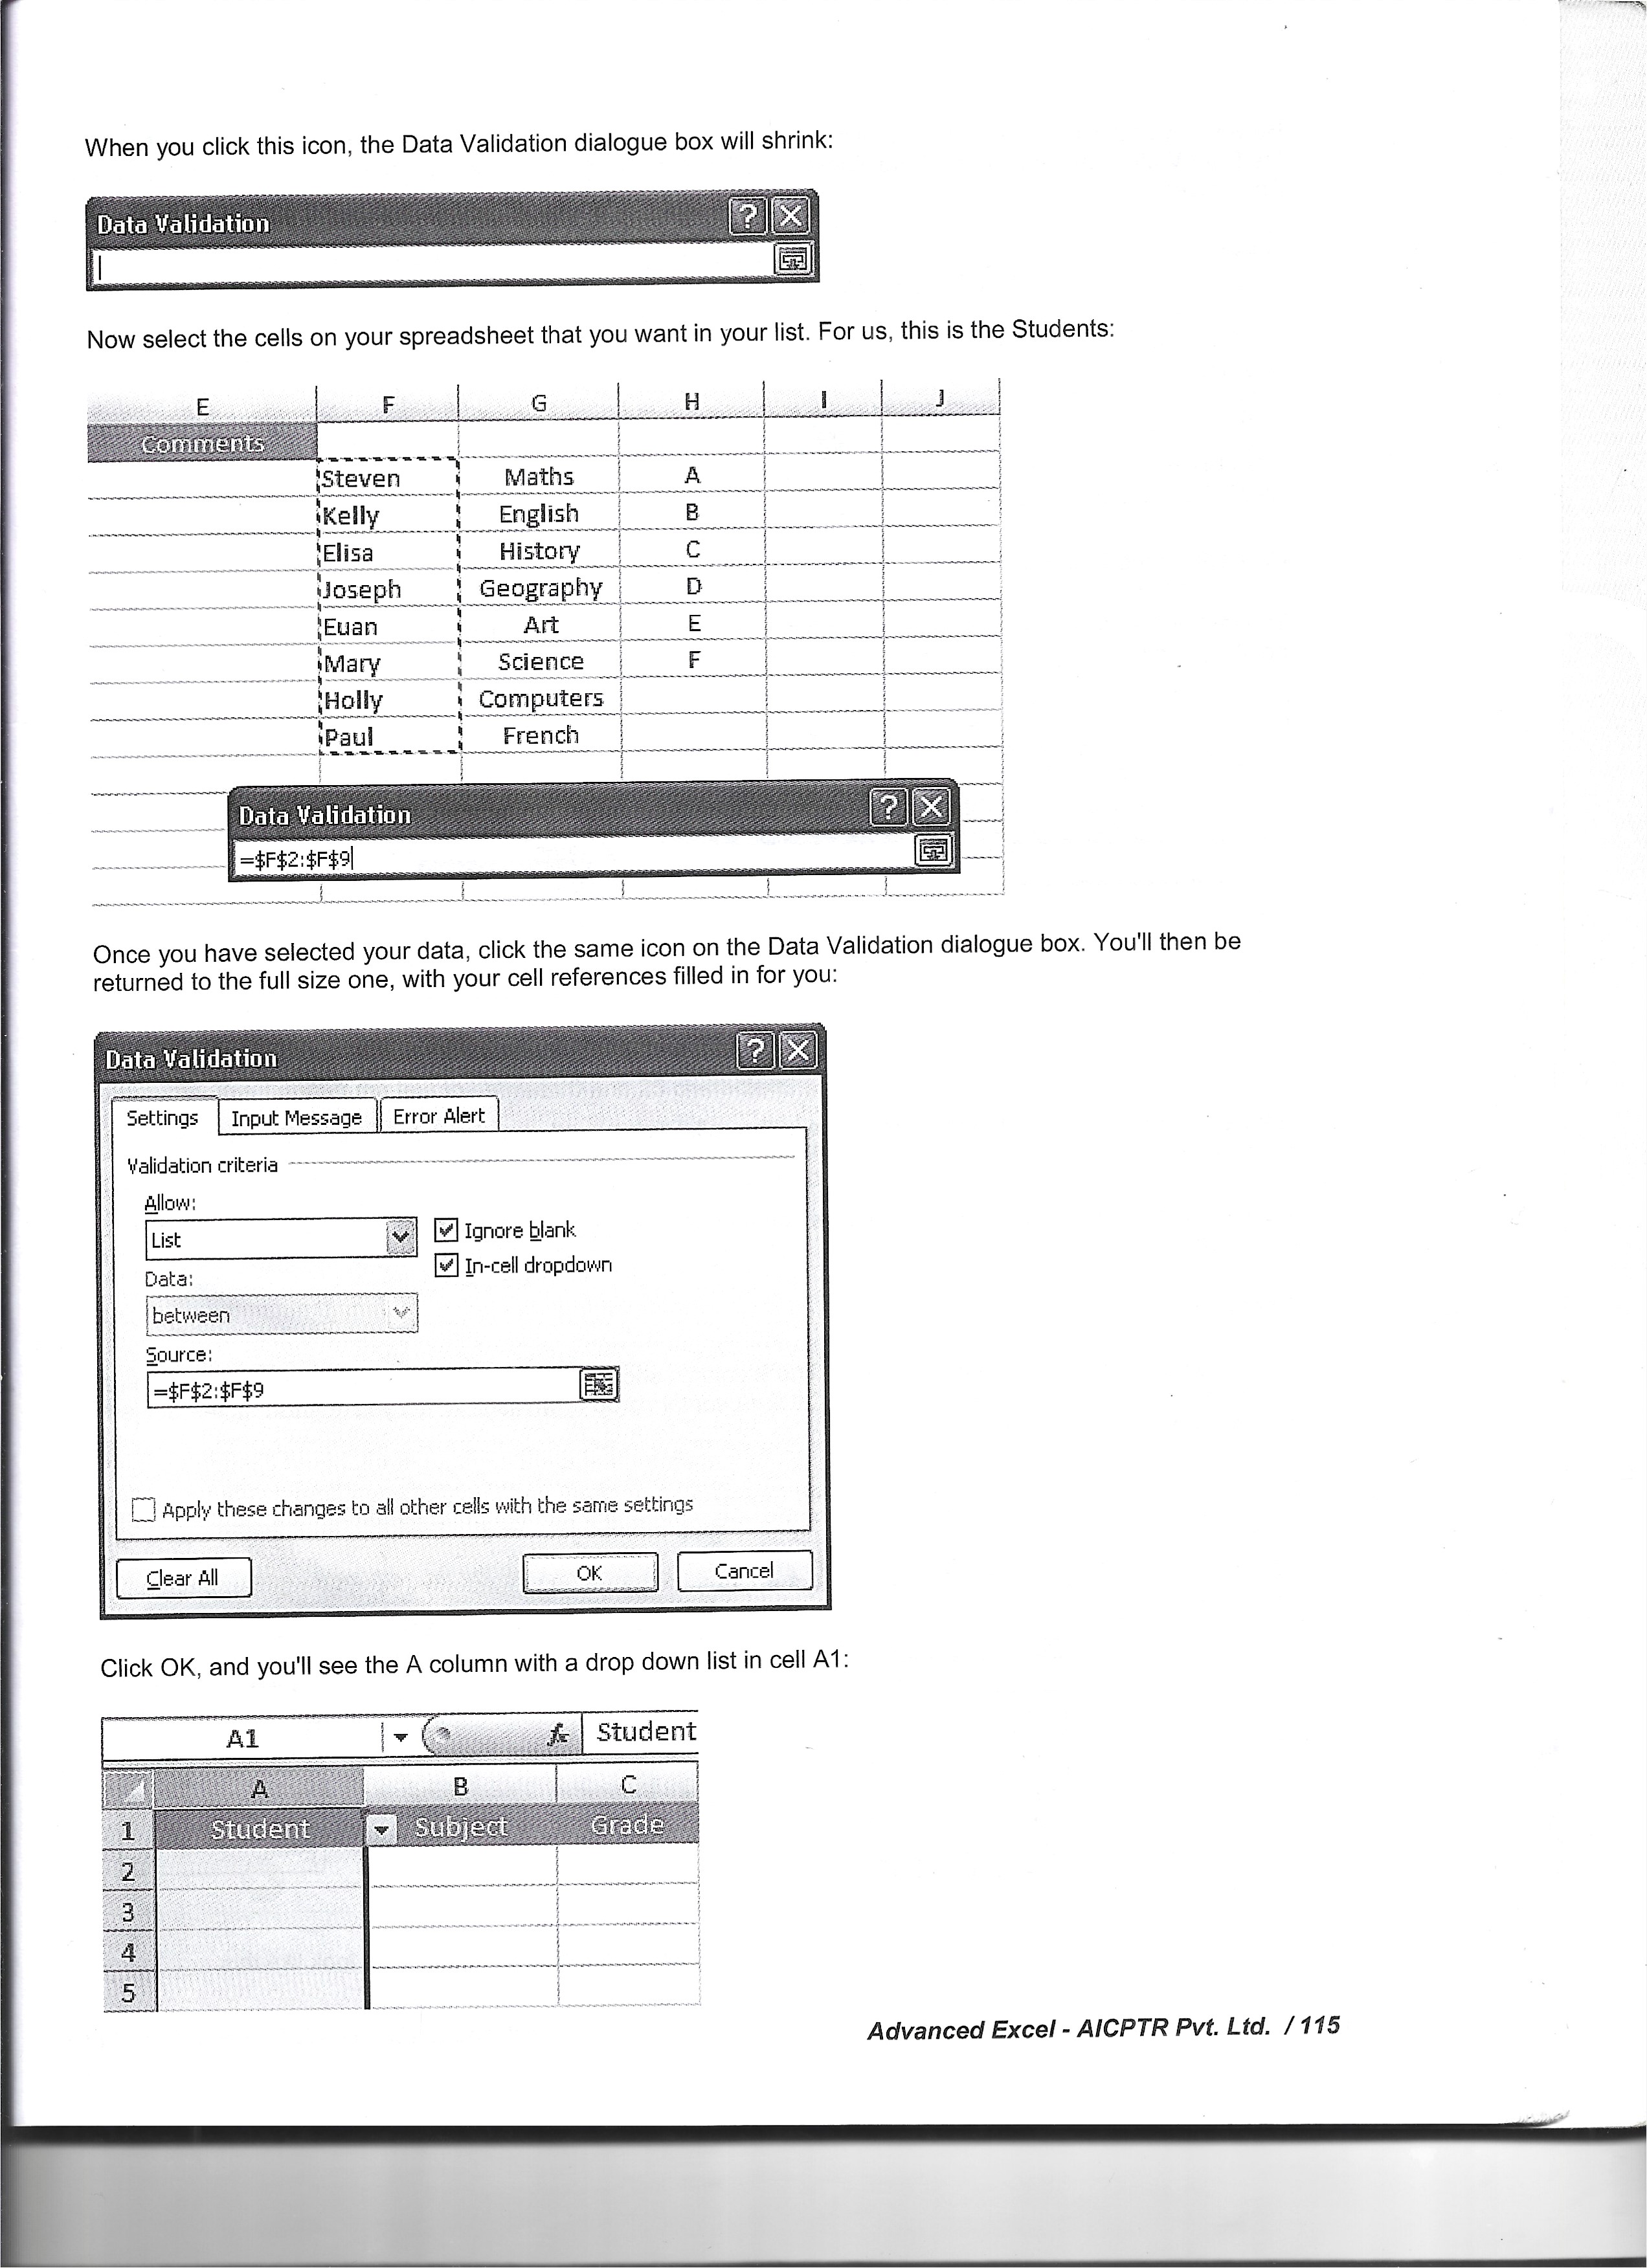 When you click this icon, the Data Validation dialogue box will shrink:
Data Validation ? X
Now select the cells on your spreadsheet that you want in your list. For us, this is the Students:
E F G H I J
Comments
Steven Maths A
Kelly English B
Elisa History C
Joseph Geography D
Euan Art E
Mary Science F
Holly Computers
Paul French
Data Validation ? X
=$F$2:$F$9
Once you have selected your data, click the same icon on the Data Validation dialogue box. You'll then be
returned to the full size one, with your cell references filled in for you:
Data Validation ? X
Settings Input Message Error Alert
Validation criteria
Allow:
List Ignore blank
In-cell dropdown
Data:
between
Source:
=$F$2:$F$9
Apply these changes to all other cells with the same settings
Clear All OK Cancel
Click OK, and you'll see the A column with a drop down list in cell A1:
A1 fx Student
A B C
1 Student Subject Grade
2
3
4
5
Advanced Excel - AICPTR Pvt. Ltd. / 115